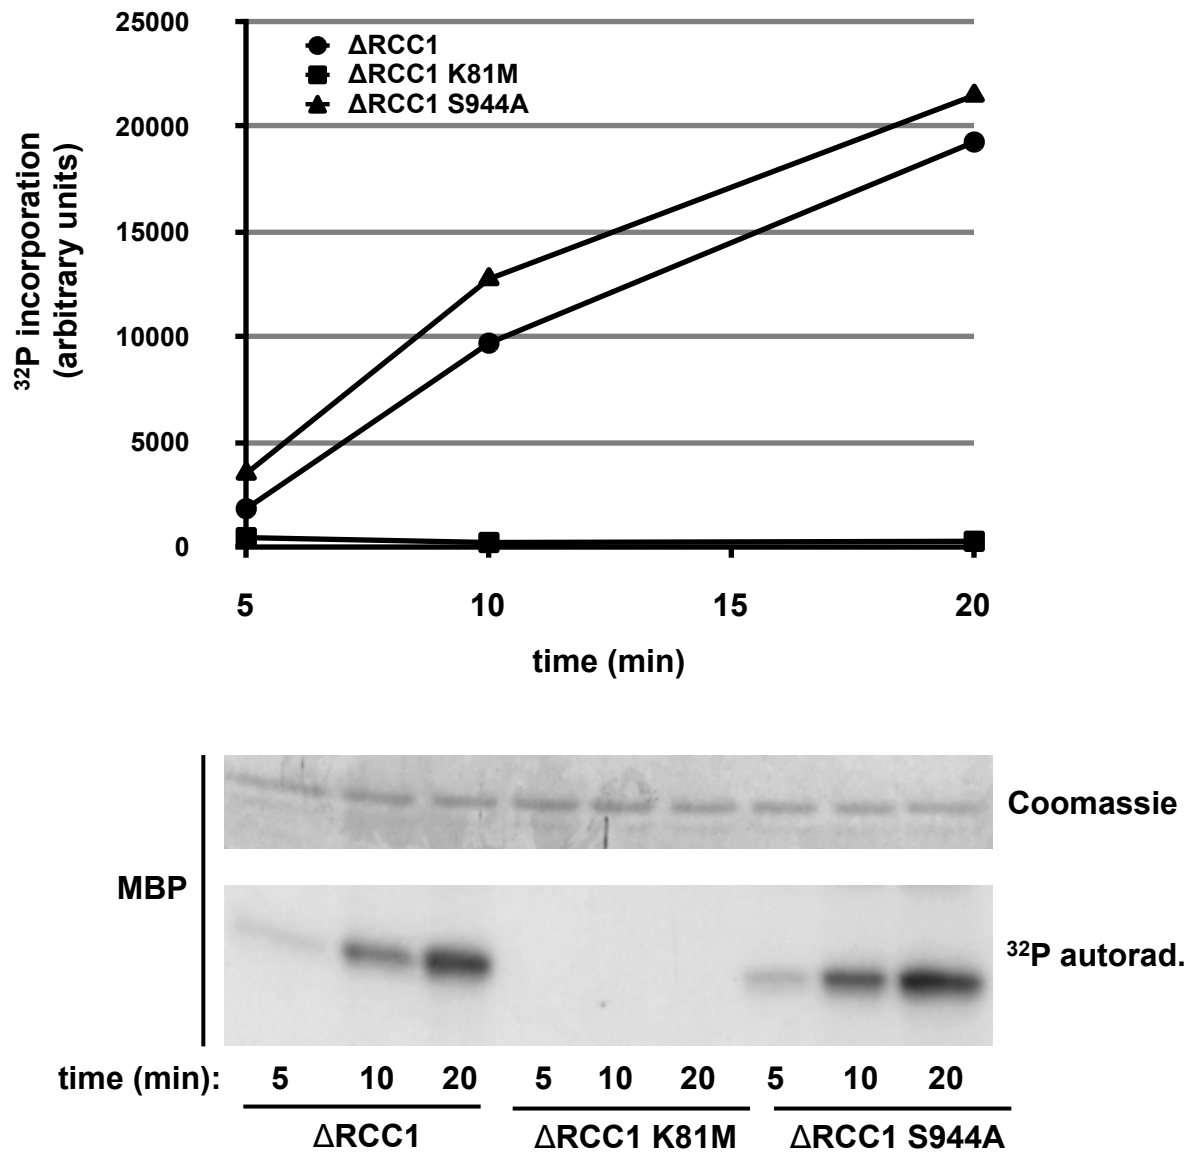 25000
20000
15000
10000
5000
0
³²P incorporation
(arbitrary units)
ΔRCC1
ΔRCC1 K81M
ΔRCC1 S944A
5 10 15 20
time (min)
Coomassie
MBP
³²P autorad.
time (min): 5 10 20 5 10 20 5 10 20
ΔRCC1 ΔRCC1 K81M ΔRCC1 S944A